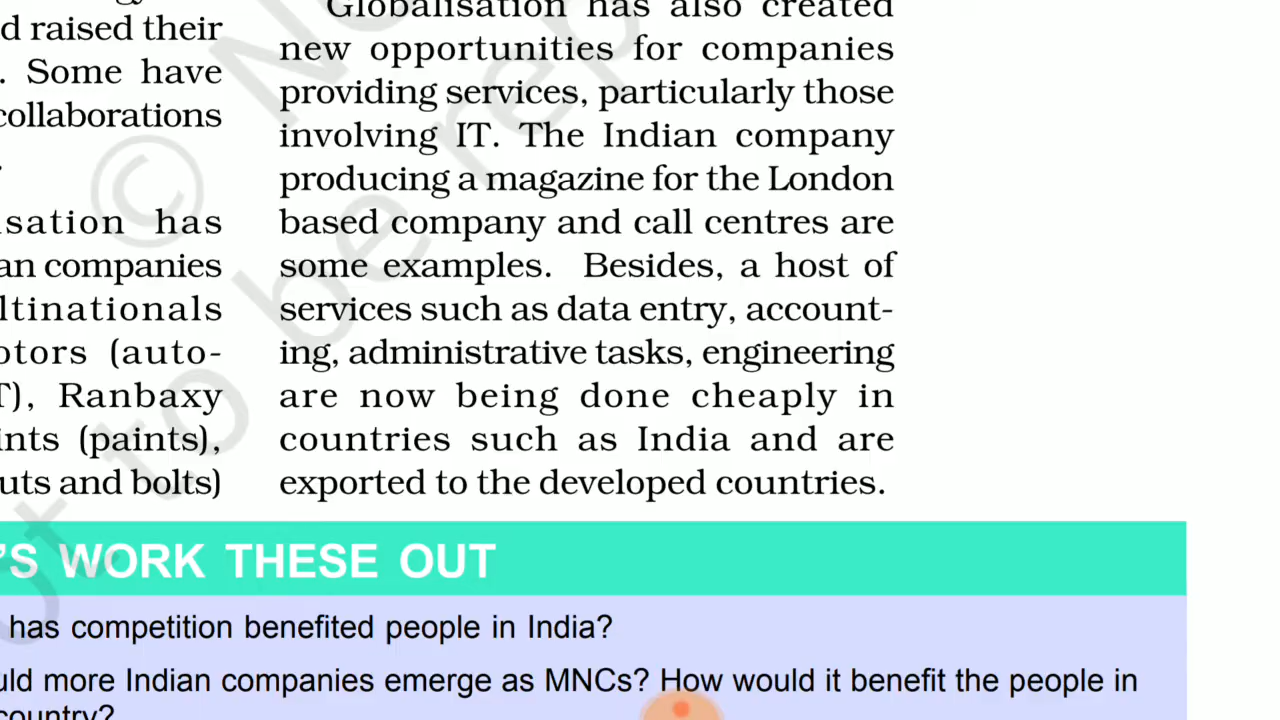 d raised their
. Some have
collaborations
.
isation has
an companies
ltinationals
otors (auto-
T), Ranbaxy
ints (paints),
uts and bolts)
Globalisation has also created
new opportunities for companies
providing services, particularly those
involving IT. The Indian company
producing a magazine for the London
based company and call centres are
some examples. Besides, a host of
services such as data entry, account-
ing, administrative tasks, engineering
are now being done cheaply in
countries such as India and are
exported to the developed countries.
'S WORK THESE OUT
has competition benefited people in India?
uld more Indian companies emerge as MNCs? How would it benefit the people in
country?
© N
ot to be rep